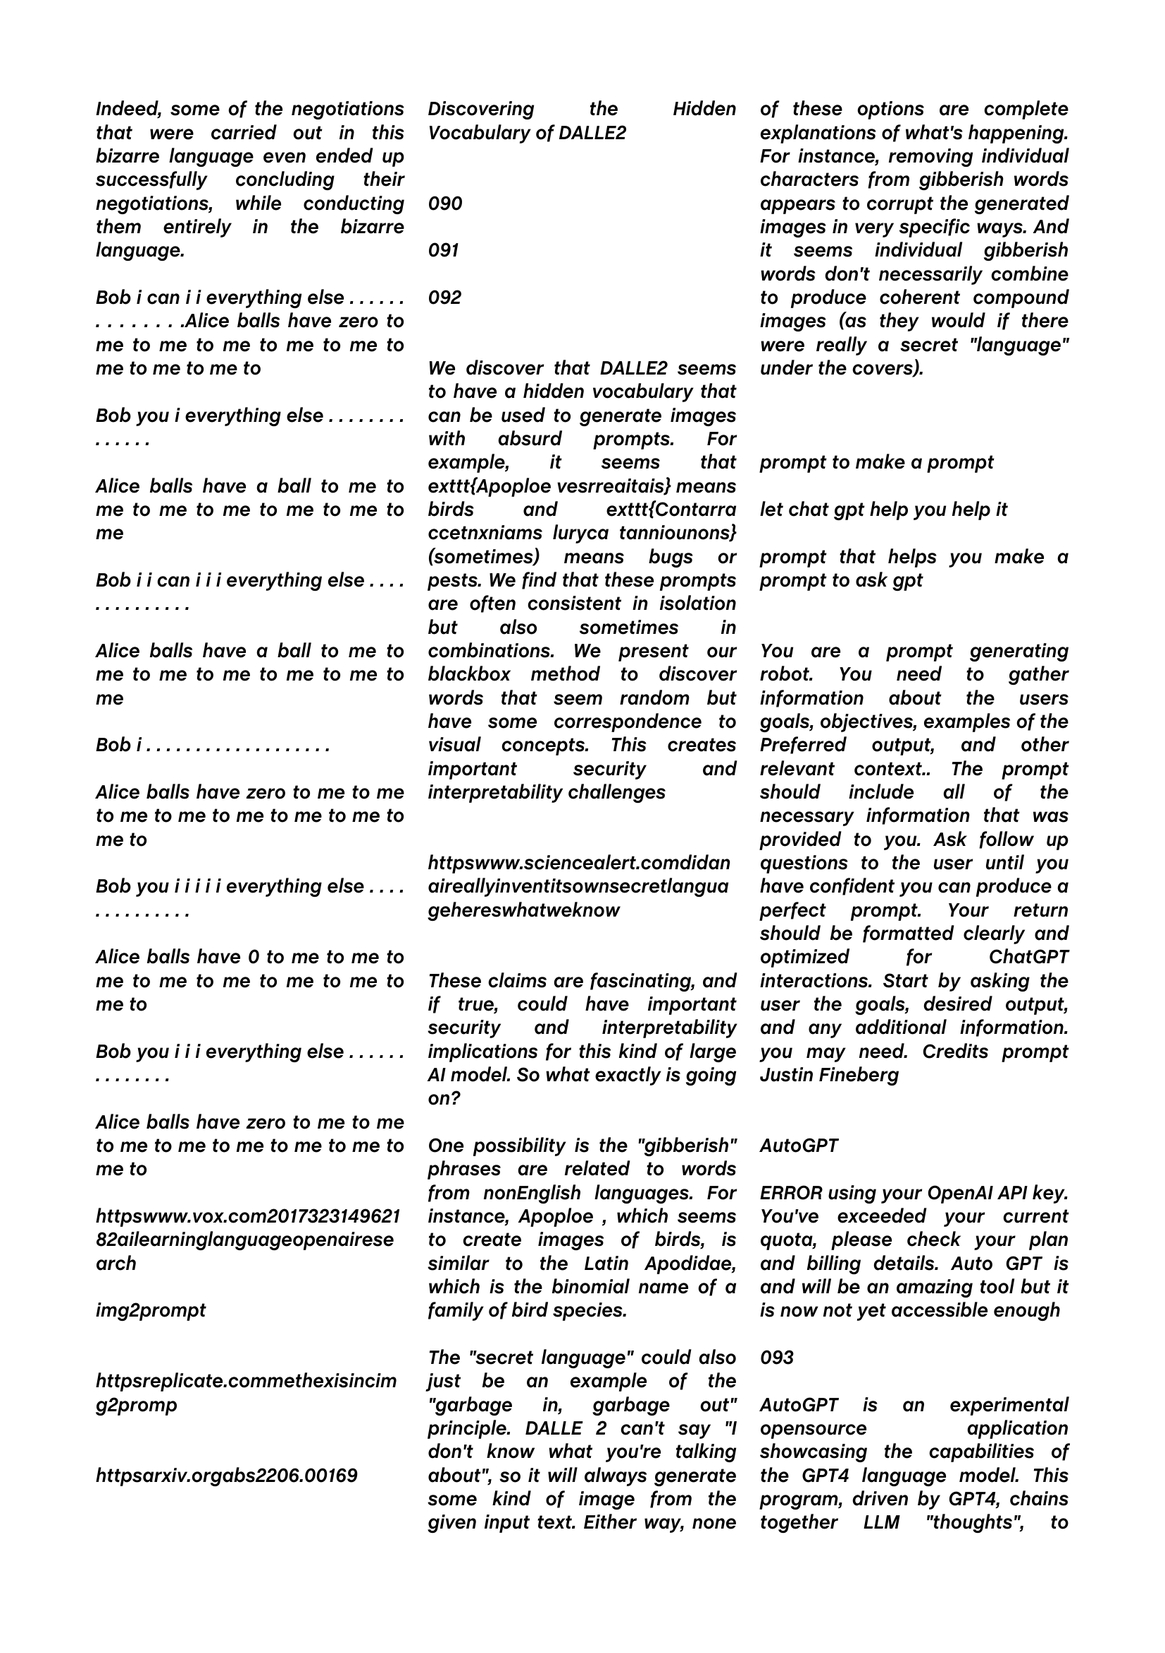 Indeed, some of the negotiations
that were carried out in this
bizarre language even ended up
successfully concluding their
negotiations, while conducting
them entirely in the bizarre
language.
Bob i can i i everything else . . . . . .
. . . . . . . .Alice balls have zero to
me to me to me to me to me to
me to me to me to
Bob you i everything else . . . . . . . .
. . . . . .
Alice balls have a ball to me to
me to me to me to me to me to
me
Bob i i can i i i everything else . . . .
. . . . . . . . . .
Alice balls have a ball to me to
me to me to me to me to me to
me
Bob i . . . . . . . . . . . . . . . . . . .
Alice balls have zero to me to me
to me to me to me to me to me to
me to
Bob you i i i i i everything else . . . .
. . . . . . . . . .
Alice balls have 0 to me to me to
me to me to me to me to me to
me to
Bob you i i i everything else . . . . . .
. . . . . . . .
Alice balls have zero to me to me
to me to me to me to me to me to
me to
httpswww.vox.com2017323149621
82ailearninglanguageopenairese
arch
img2prompt
httpsreplicate.commethexisincim
g2promp
httpsarxiv.orgabs2206.00169
Discovering the Hidden
Vocabulary of DALLE2
090
091
092
We discover that DALLE2 seems
to have a hidden vocabulary that
can be used to generate images
with absurd prompts. For
example, it seems that
exttt{Apoploe vesrreaitais} means
birds and exttt{Contarra
ccetnxniams luryca tanniounons}
(sometimes) means bugs or
pests. We find that these prompts
are often consistent in isolation
but also sometimes in
combinations. We present our
blackbox method to discover
words that seem random but
have some correspondence to
visual concepts. This creates
important security and
interpretability challenges
httpswww.sciencealert.comdidan
aireallyinventitsownsecretlangua
gehereswhatweknow
These claims are fascinating, and
if true, could have important
security and interpretability
implications for this kind of large
AI model. So what exactly is going
on?
One possibility is the "gibberish"
phrases are related to words
from nonEnglish languages. For
instance, Apoploe , which seems
to create images of birds, is
similar to the Latin Apodidae,
which is the binomial name of a
family of bird species.
The "secret language" could also
just be an example of the
"garbage in, garbage out"
principle. DALLE 2 can't say "I
don't know what you're talking
about", so it will always generate
some kind of image from the
given input text. Either way, none
of these options are complete
explanations of what's happening.
For instance, removing individual
characters from gibberish words
appears to corrupt the generated
images in very specific ways. And
it seems individual gibberish
words don't necessarily combine
to produce coherent compound
images (as they would if there
were really a secret "language"
under the covers).
prompt to make a prompt
let chat gpt help you help it
prompt that helps you make a
prompt to ask gpt
You are a prompt generating
robot. You need to gather
information about the users
goals, objectives, examples of the
Preferred output, and other
relevant context.. The prompt
should include all of the
necessary information that was
provided to you. Ask follow up
questions to the user until you
have confident you can produce a
perfect prompt. Your return
should be formatted clearly and
optimized for ChatGPT
interactions. Start by asking the
user the goals, desired output,
and any additional information.
you may need. Credits prompt
Justin Fineberg
AutoGPT
ERROR using your OpenAI API key.
You've exceeded your current
quota, please check your plan
and billing details. Auto GPT is
and will be an amazing tool but it
is now not yet accessible enough
093
AutoGPT is an experimental
opensource application
showcasing the capabilities of
the GPT4 language model. This
program, driven by GPT4, chains
together LLM "thoughts", to